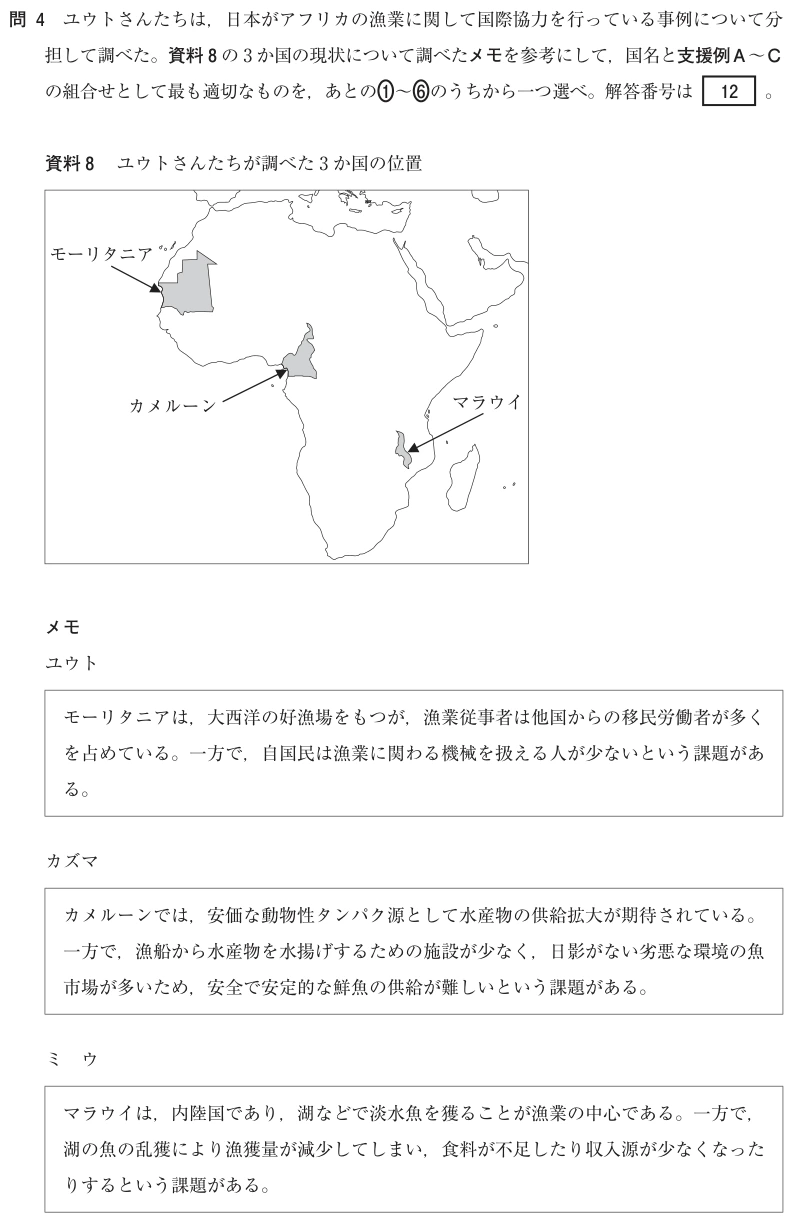 問 4 ユウトさんたちは，日本がアフリカの漁業に関して国際協力を行っている事例について分
担して調べた。資料8の3か国の現状について調べたメモを参考にして，国名と支援例A～C
の組合せとして最も適切なものを，あとの①～⑥のうちから一つ選べ。解答番号は 12 。
資料8 ユウトさんたちが調べた3か国の位置
モーリタニア
カメルーン
マラウイ
メモ
ユウト
モーリタニアは，大西洋の好漁場をもつが，漁業従事者は他国からの移民労働者が多く
を占めている。一方で，自国民は漁業に関わる機械を扱える人が少ないという課題があ
る。
カズマ
カメルーンでは，安価な動物性タンパク源として水産物の供給拡大が期待されている。
一方で，漁船から水産物を水揚げするための施設が少なく，日影がない劣悪な環境の魚
市場が多いため，安全で安定的な鮮魚の供給が難しいという課題がある。
ミ ウ
マラウイは，内陸国であり，湖などで淡水魚を獲ることが漁業の中心である。一方で，
湖の魚の乱獲により漁獲量が減少してしまい，食料が不足したり収入源が少なくなった
りするという課題がある。